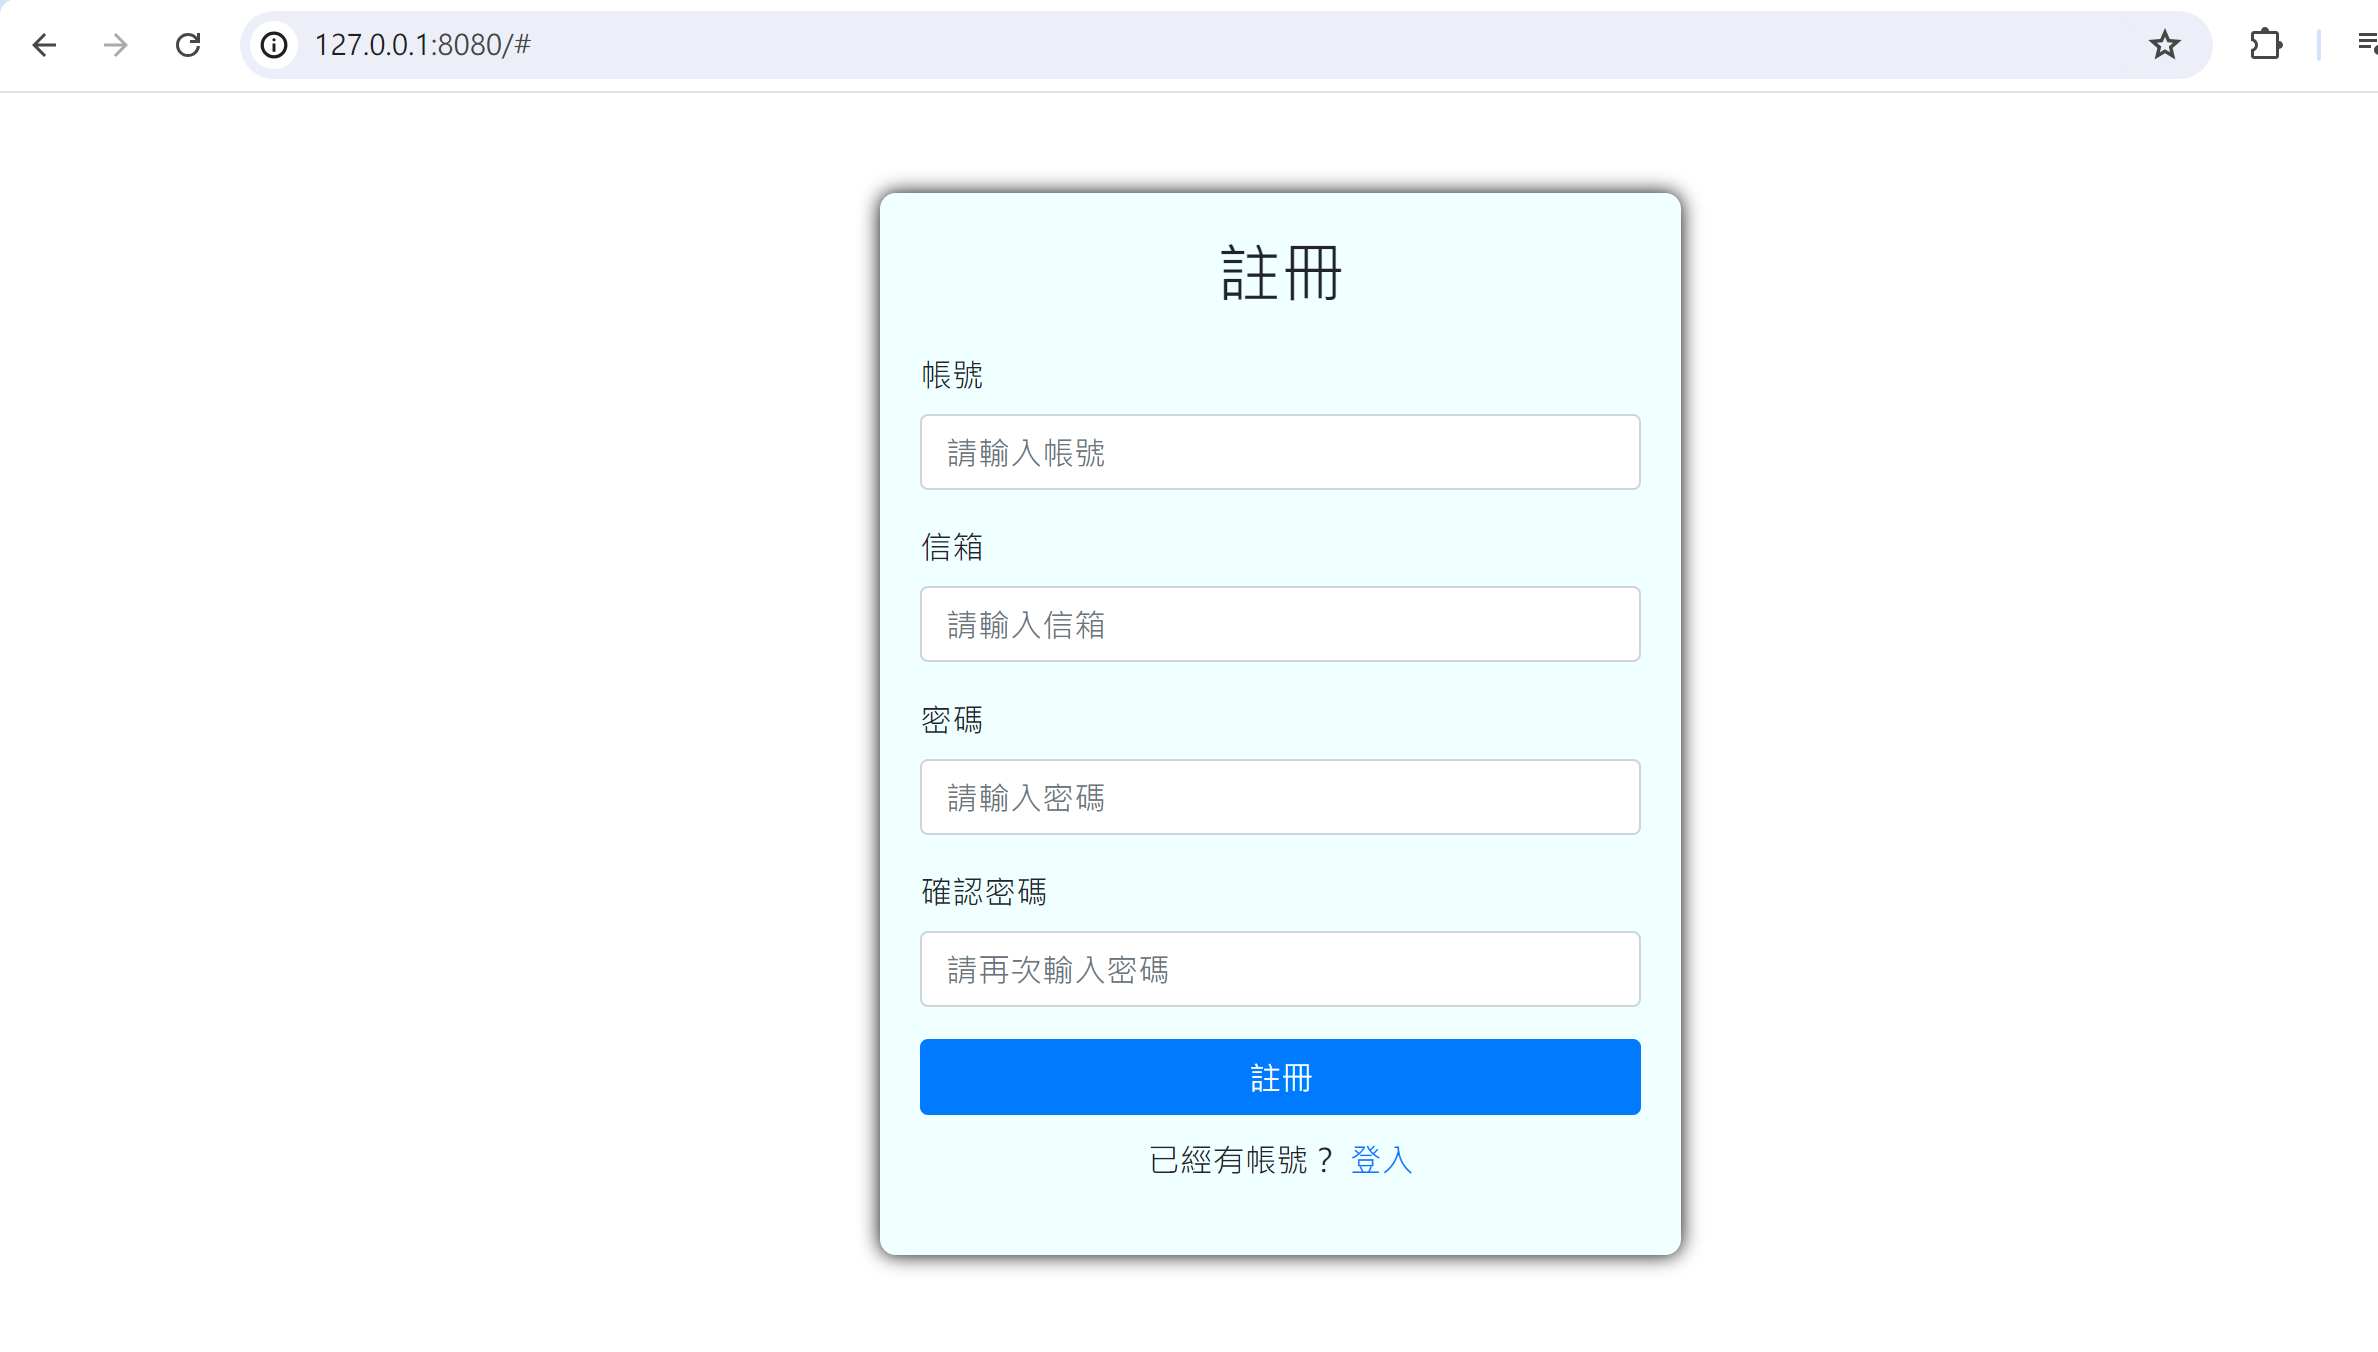 127.0.0.1:8080/#
註冊
帳號
請輸入帳號
信箱
請輸入信箱
密碼
請輸入密碼
確認密碼
請再次輸入密碼
註冊
已經有帳號？ 登入